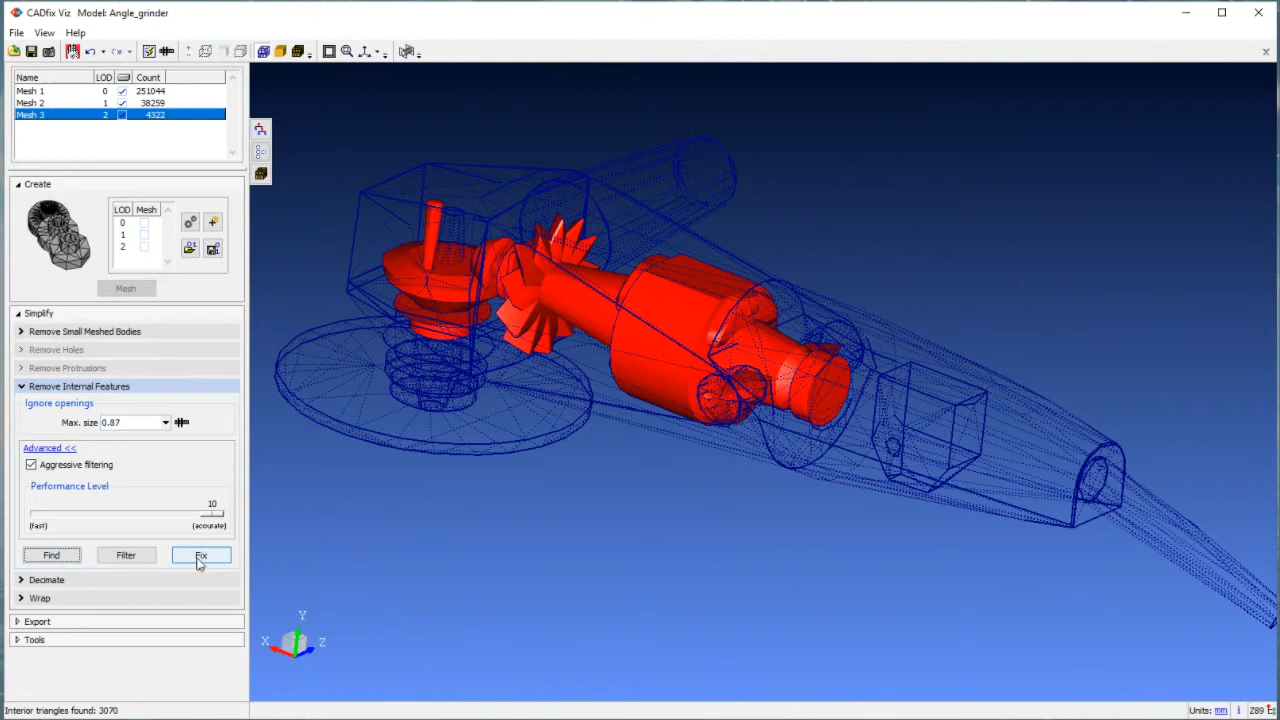 CADfix Viz Model: Angle_grinder
File View Help
Name LOD Count
Mesh 1 0 251044
Mesh 2 1 38259
Mesh 3 2 4322
Create
LOD Mesh
0
1
2
Mesh
Simplify
Remove Small Meshed Bodies
Remove Holes
Remove Protrusions
Remove Internal Features
Ignore openings
Max. size 0.87
Advanced <<
Aggressive filtering
Performance Level
10
(fast) (accurate)
Find Filter Fix
Decimate
Wrap
Export
Tools
Y
X Z
Interior triangles found: 3070 Units: mm i Z89